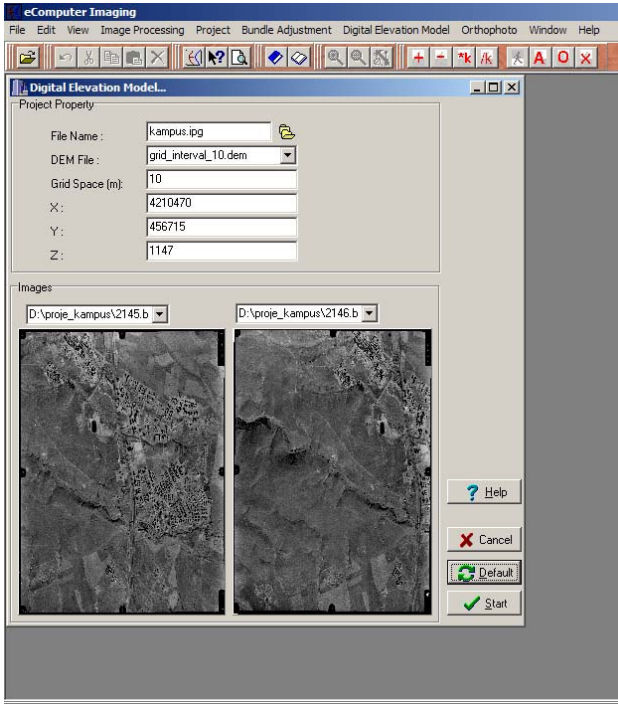 eComputer Imaging
File Edit View Image Processing Project Bundle Adjustment Digital Elevation Model Orthophoto Window Help
+ - *k /k A O X
Digital Elevation Model...
Project Property
File Name : kampus.ipg
DEM File : grid_interval_10.dem
Grid Space (m): 10
X : 4210470
Y : 456715
Z : 1147
Images
D:\proje_kampus\2145.b D:\proje_kampus\2146.b
? Help
Cancel
Default
Start